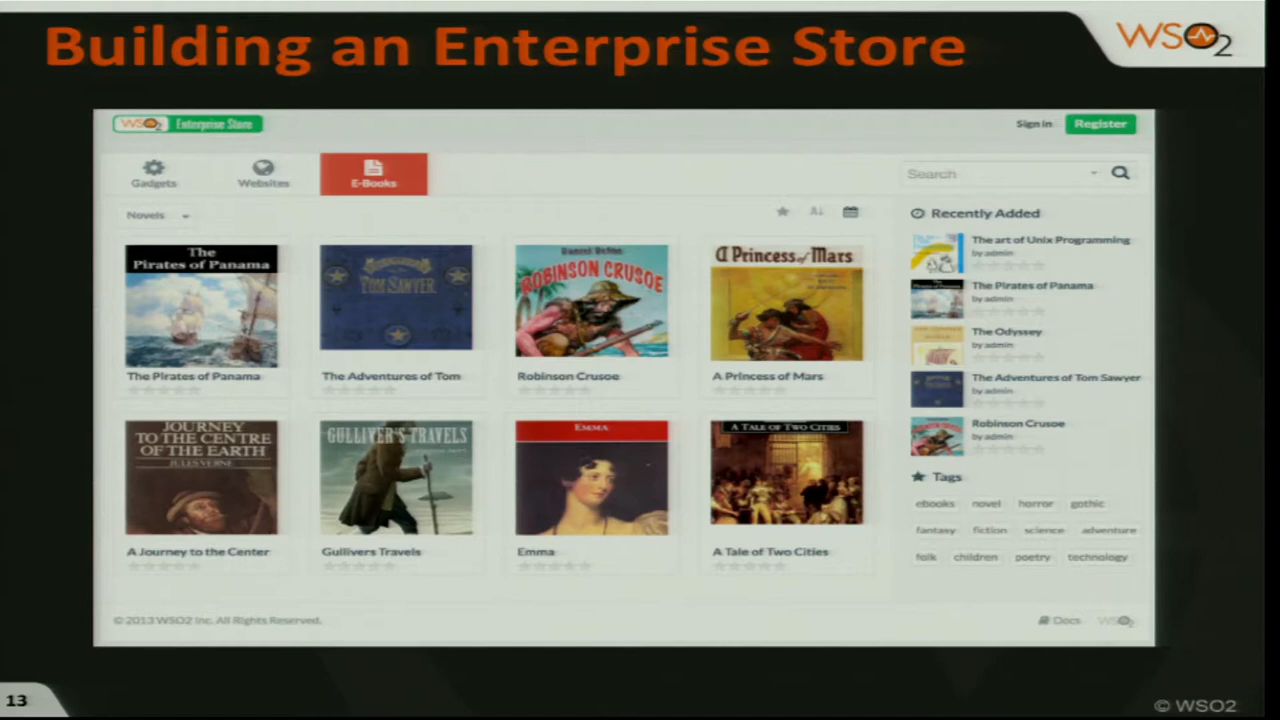 Building an Enterprise Store
WSO2
WSO2 Enterprise Store
Sign in
Register
Gadgets
Websites
E-Books
Search
Novels
The
Pirates of Panama
The Pirates of Panama
TOM SAWYER
The Adventures of Tom
Daniel Defoe
ROBINSON CRUSOE
Robinson Crusoe
A Princess of Mars
A Princess of Mars
JOURNEY
TO THE CENTRE
OF THE EARTH
JULES VERNE
A Journey to the Center
GULLIVER'S TRAVELS
Gullivers Travels
EMMA
Emma
A TALE OF TWO CITIES
A Tale of Two Cities
Recently Added
The art of Unix Programming
by admin
The Pirates of Panama
by admin
The Odyssey
by admin
The Adventures of Tom Sawyer
by admin
Robinson Crusoe
by admin
Tags
ebooks novel horror gothic
fantasy fiction science adventure
folk children poetry technology
© 2013 WSO2 Inc. All Rights Reserved.
Docs WSO2
13
© WSO2